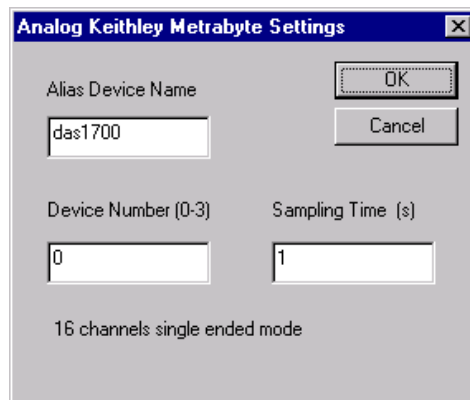 Analog Keithley Metrabyte Settings
Alias Device Name
das1700
OK
Cancel
Device Number (0-3)
0
Sampling Time (s)
1
16 channels single ended mode